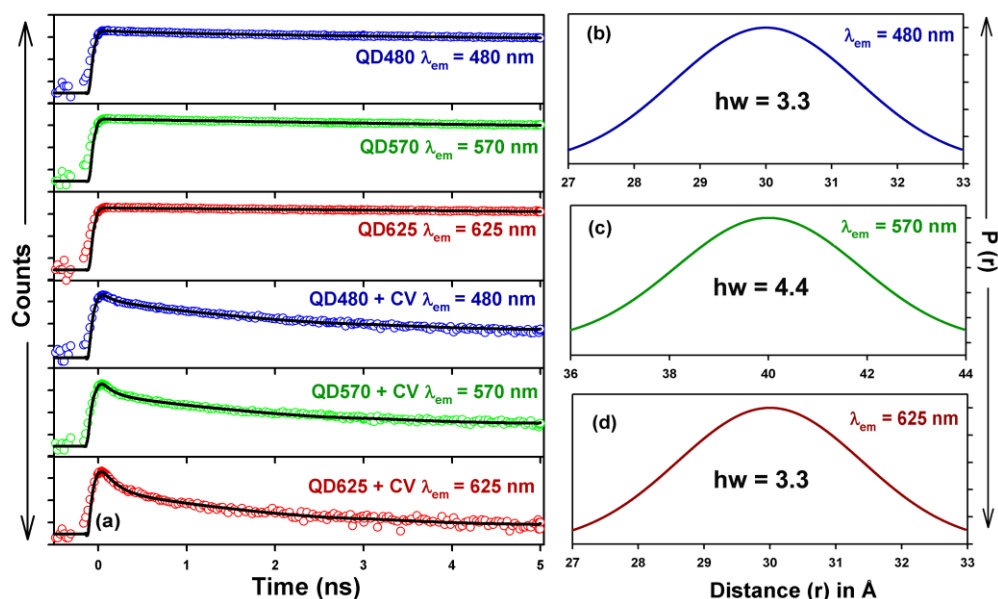 Counts
QD480 λem = 480 nm
QD570 λem = 570 nm
QD625 λem = 625 nm
QD480 + CV λem = 480 nm
QD570 + CV λem = 570 nm
QD625 + CV λem = 625 nm
(a)
0 1 2 3 4 5
Time (ns)
(b)
λem = 480 nm
hw = 3.3
27 28 29 30 31 32 33
(c)
λem = 570 nm
hw = 4.4
36 38 40 42 44
(d)
λem = 625 nm
hw = 3.3
27 28 29 30 31 32 33
Distance (r) in Å
P (r)